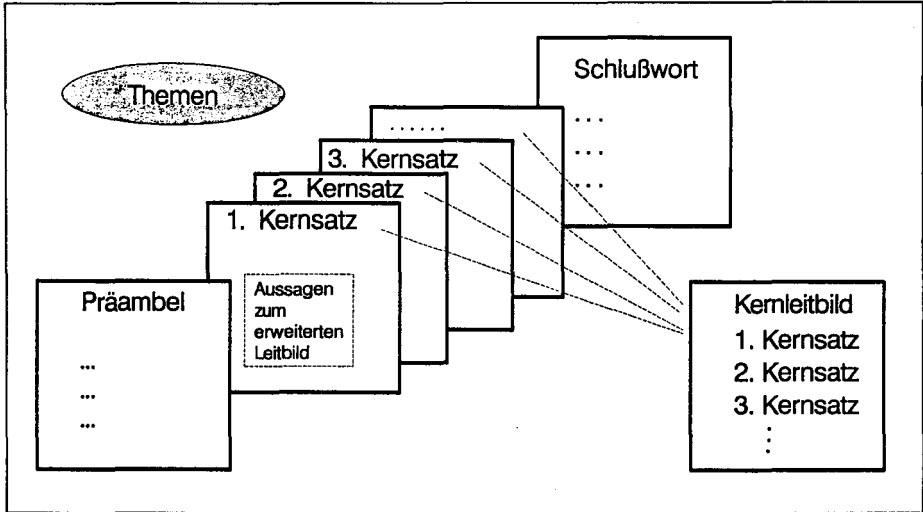 Themen
Schlußwort
...
...
...
......
3. Kernsatz
2. Kernsatz
1. Kernsatz
Aussagen
zum
erweiterten
Leitbild
Präambel
...
...
...
Kernleitbild
1. Kernsatz
2. Kernsatz
3. Kernsatz
⋮